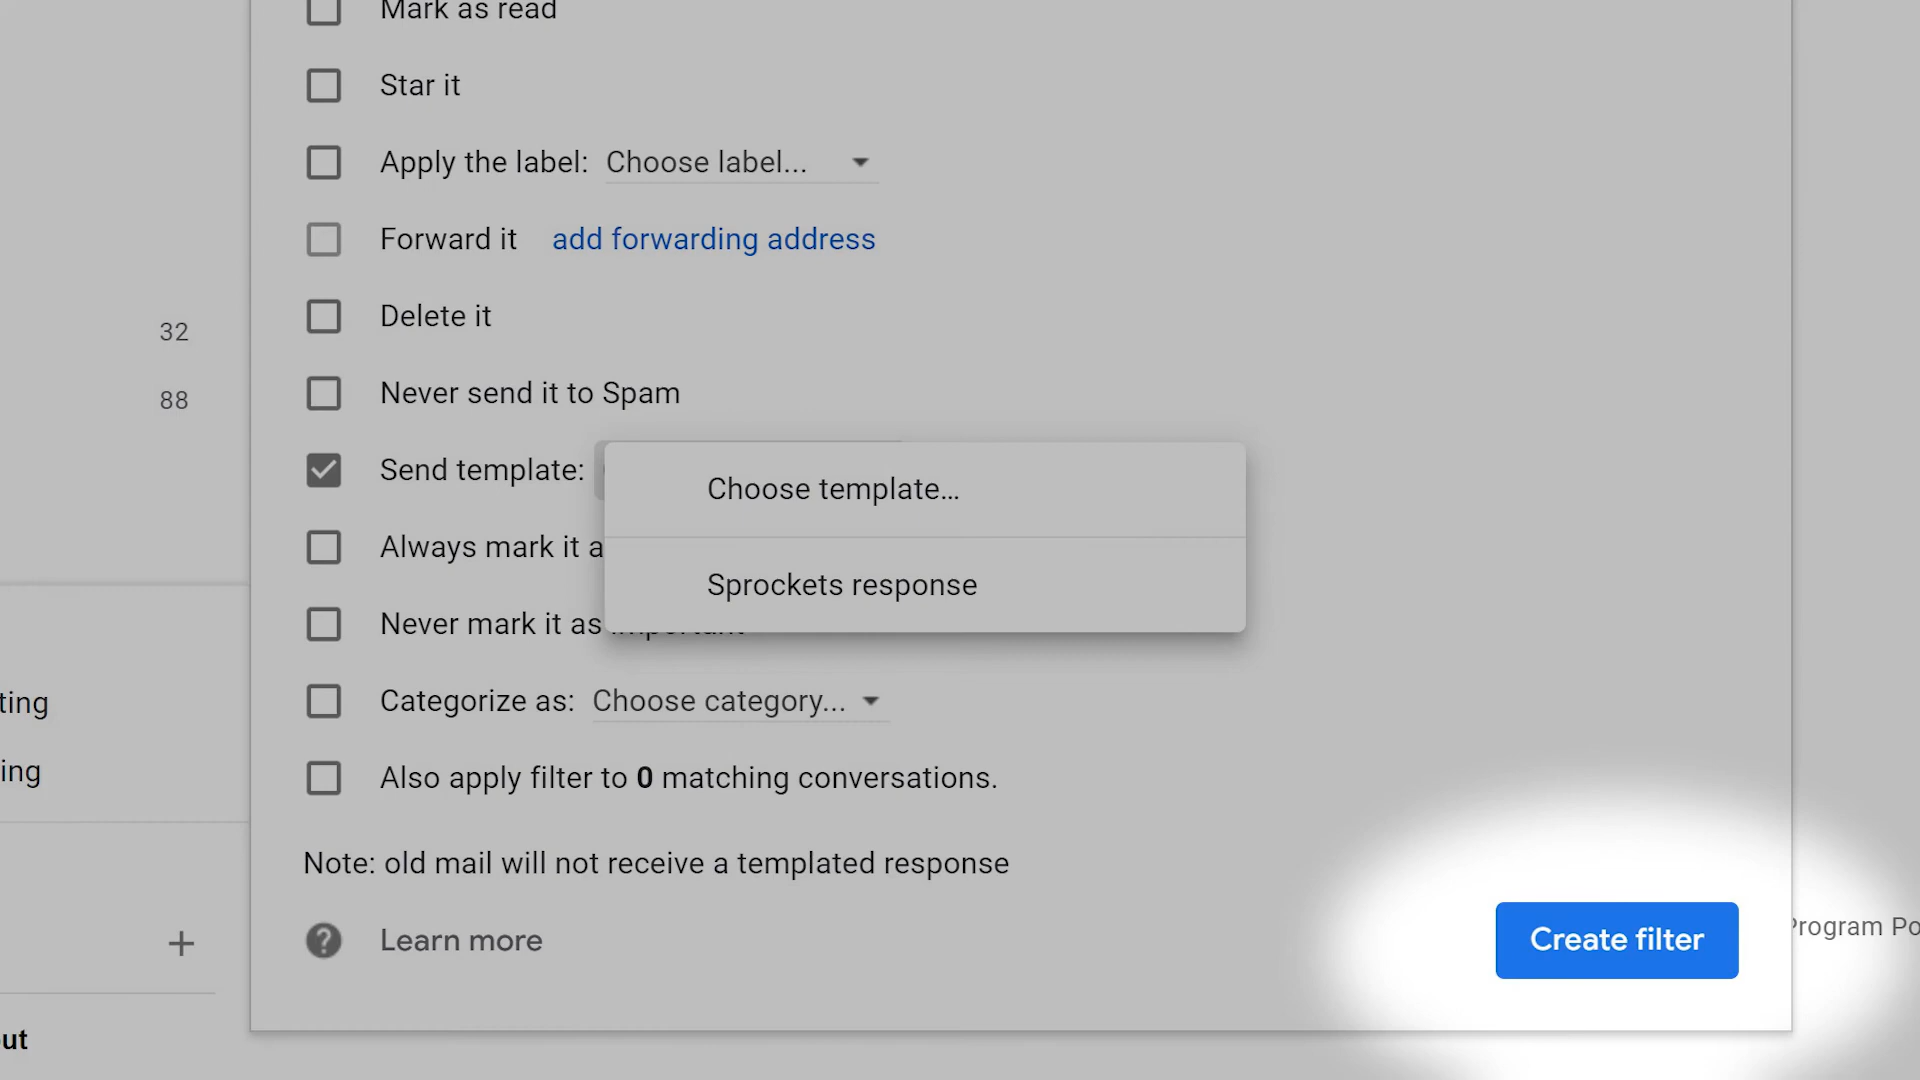 Mark as read
Star it
Apply the label: Choose label...
Forward it add forwarding address
Delete it
32
Never send it to Spam
88
Send template:
Choose template...
Always mark it a
Sprockets response
Never mark it as
Categorize as: Choose category...
ting
ing
Also apply filter to 0 matching conversations.
Note: old mail will not receive a templated response
Learn more
Create filter
Program Po
+
out